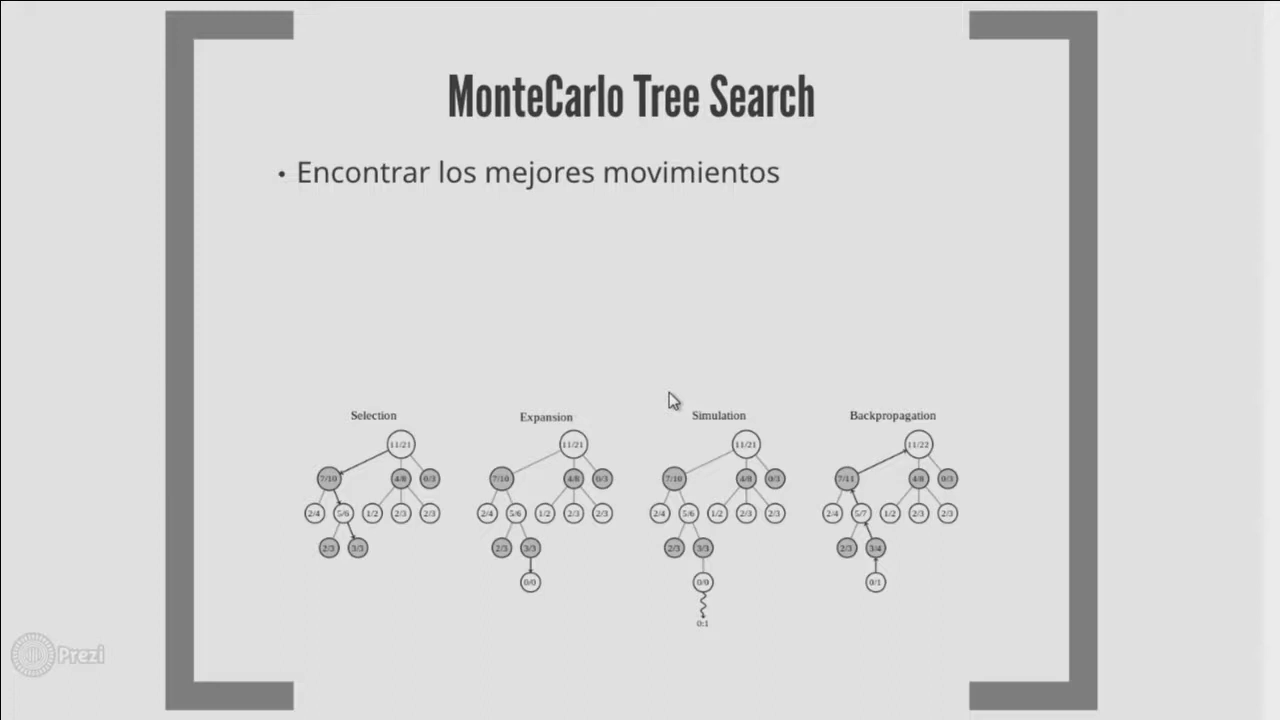 MonteCarlo Tree Search
• Encontrar los mejores movimientos
Selection
11/21
7/10 4/8 0/3
2/4 5/6 1/2 2/3 2/3
2/3 3/3
Expansion
11/21
7/10 4/8 0/3
2/4 5/6 1/2 2/3 2/3
2/3 3/3
0/0
Simulation
11/21
7/10 4/8 0/3
2/4 5/6 1/2 2/3 2/3
2/3 3/3
0/0
0:1
Backpropagation
11/22
7/11 4/8 0/3
2/4 5/7 1/2 2/3 2/3
2/3 3/4
0/1
Prezi